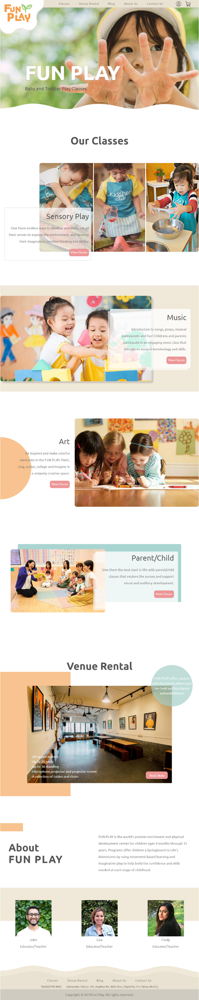 FUN PLAY
Classes Venue Rental Blog About Us Contact Us
FUN PLAY
Baby and Toddler Play Classes
Our Classes
kitchen club
Sensory Play
Give them endless ways to develop and learn, use all
their senses to explore the environment, and develop
their imagination, creative thinking and ability.
View Classes
Music
Introduction to songs, props, musical
instruments and fun! Childrens and parents
participate in an engaging music class that
introduces musical terminology and skills.
View Classes
Art
Be inspired and make colorful
memories in the FUN PLAY. Paint,
sing, sculpt, collage and imagine in
a uniquely creative space.
View Classes
Parent/Child
Give them the best start in life with parent/child
classes that explore the senses and support
visual and auditory development.
View Classes
Venue Rental
FUN PLAY offers spaces
and classrooms,where you
can hold parties,classes
and exhibitions!
-28 square meters
-Up to 20 seats
-Up to 38 standing
-Microphone,projector and projector screen
-A selection of tables and chairs
Rent Now
About
FUN PLAY
FUN PLAY is the world's premier enrichment and physical
development center for children ages 4 months through 12
years. Programs offer children a Springboard to Life's
Adventures by using movement-based learning and
imaginative play to help build the confidence and skills
needed at each stage of childhood.
John
Educator/Teacher
Lisa
Educator/Teacher
Cindy
Educator/Teacher
Classes Venue Rental Blog About Us Contact Us
Tel:(02)2759-9830 Address:No. 246, Ln. 101, JingShan Rd., Shilin Dist., Taipei City 111, Taiwan (R.O.C.)
Copyright © 2019Fun Play. All rights reserved.